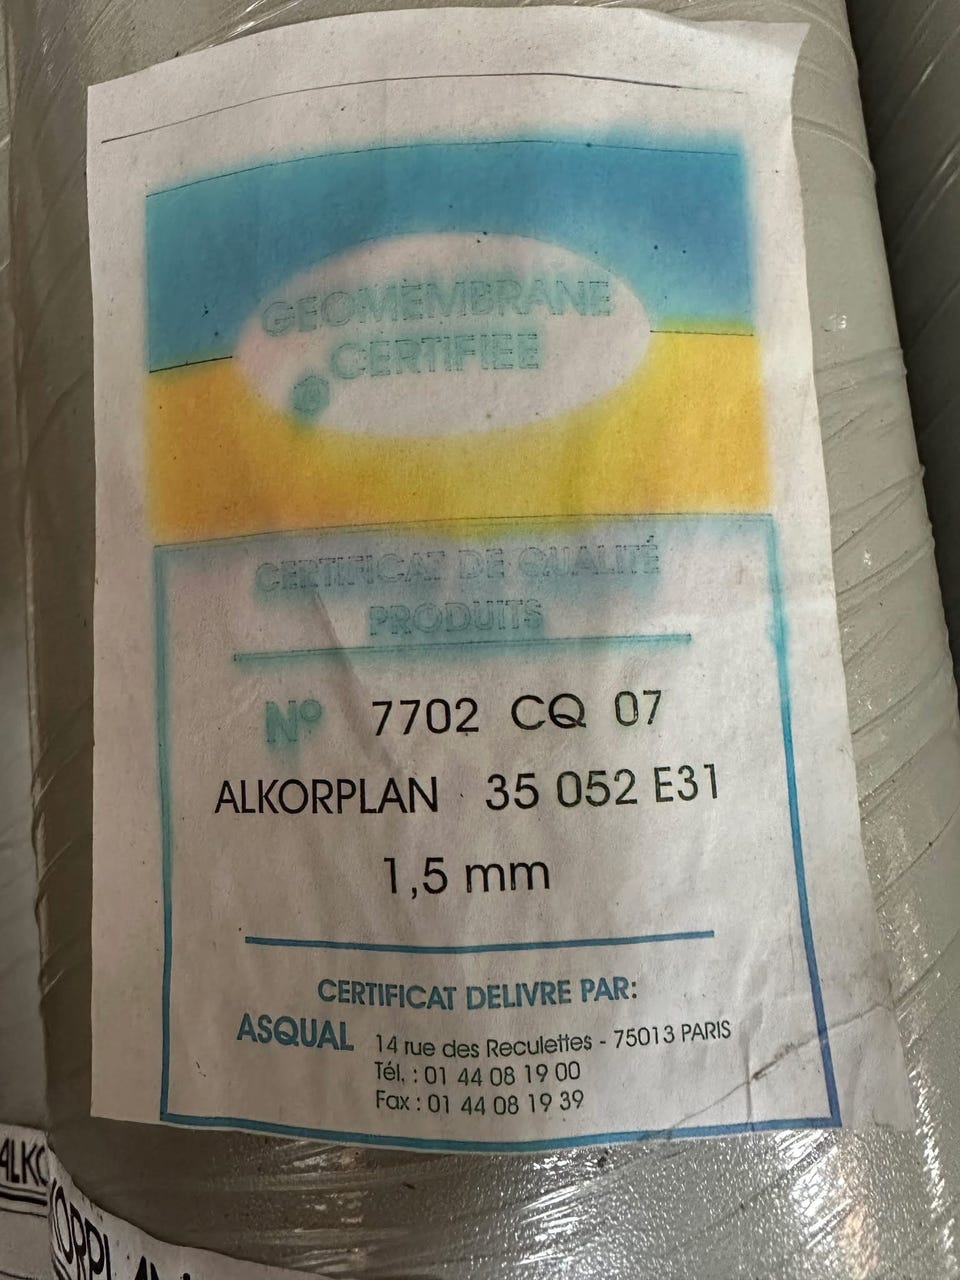 GEOMEMBRANE
CERTIFIEE
CERTIFICAT DE QUALITÉ
PRODUITS
N° 7702 CQ 07
ALKORPLAN 35 052 E31
1,5 mm
CERTIFICAT DELIVRE PAR:
ASQUAL 14 rue des Reculettes - 75013 PARIS
Tél. : 01 44 08 19 00
Fax : 01 44 08 19 39
ALKO
KORPLAN